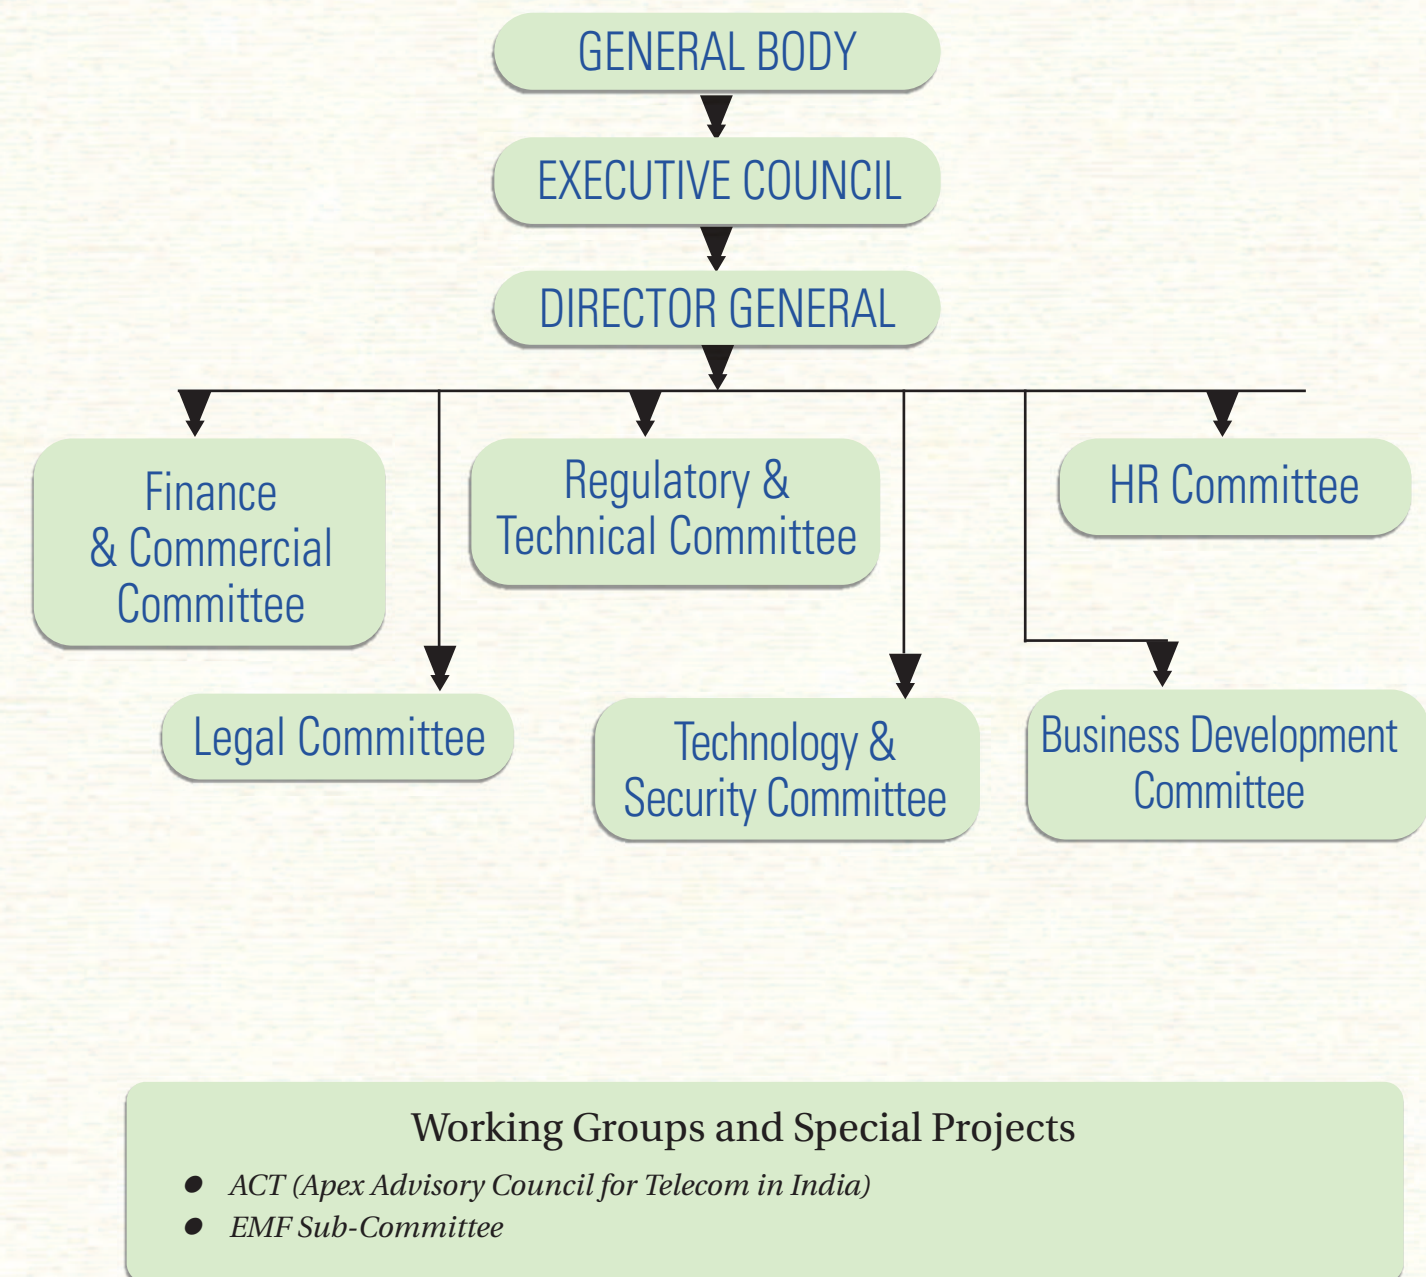 GENERAL BODY
EXECUTIVE COUNCIL
DIRECTOR GENERAL
Finance
& Commercial
Committee
Regulatory &
Technical Committee
HR Committee
Legal Committee
Technology &
Security Committee
Business Development
Committee
Working Groups and Special Projects
● ACT (Apex Advisory Council for Telecom in India)
● EMF Sub-Committee